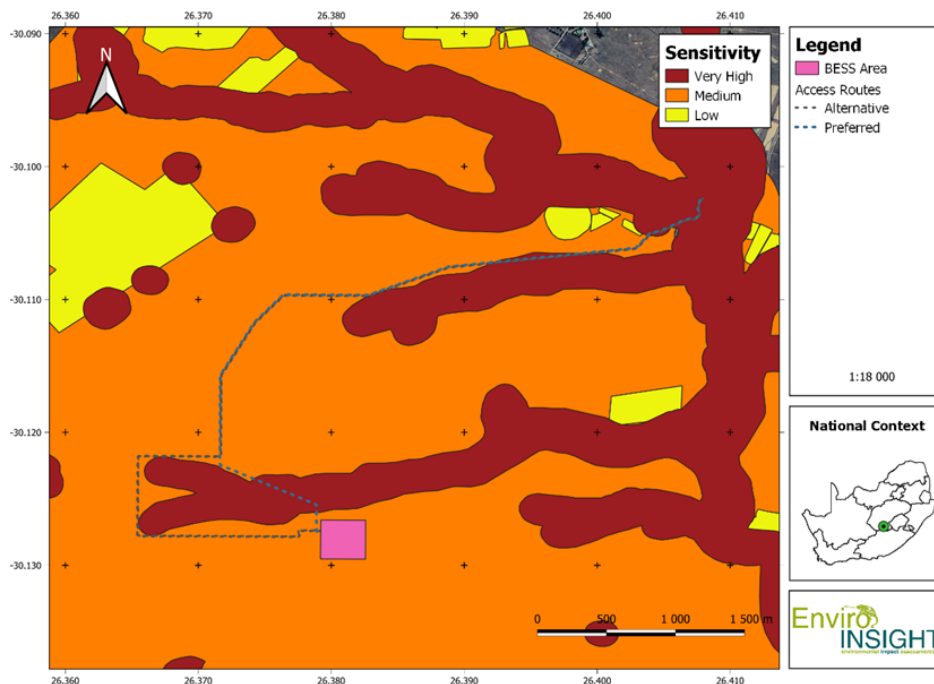 26.360 26.370 26.380 26.390 26.400 26.410
-30.090
-30.100
-30.110
-30.120
-30.130
N
Sensitivity
Very High
Medium
Low
0 500 1 000 1 500 m
26.360 26.370 26.380 26.390 26.400 26.410
Legend
BESS Area
Access Routes
Alternative
Preferred
1:18 000
National Context
Enviro
INSIGHT
environmental impact assessments